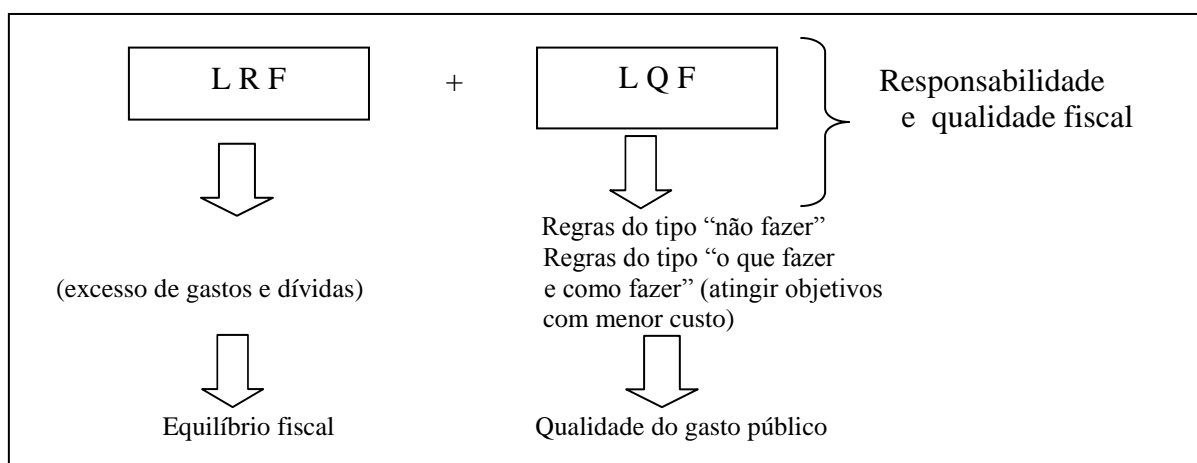 L R F
+
L Q F
Responsabilidade
e qualidade fiscal
Regras do tipo “não fazer”
Regras do tipo “o que fazer
e como fazer” (atingir objetivos
com menor custo)
(excesso de gastos e dívidas)
Equilíbrio fiscal
Qualidade do gasto público